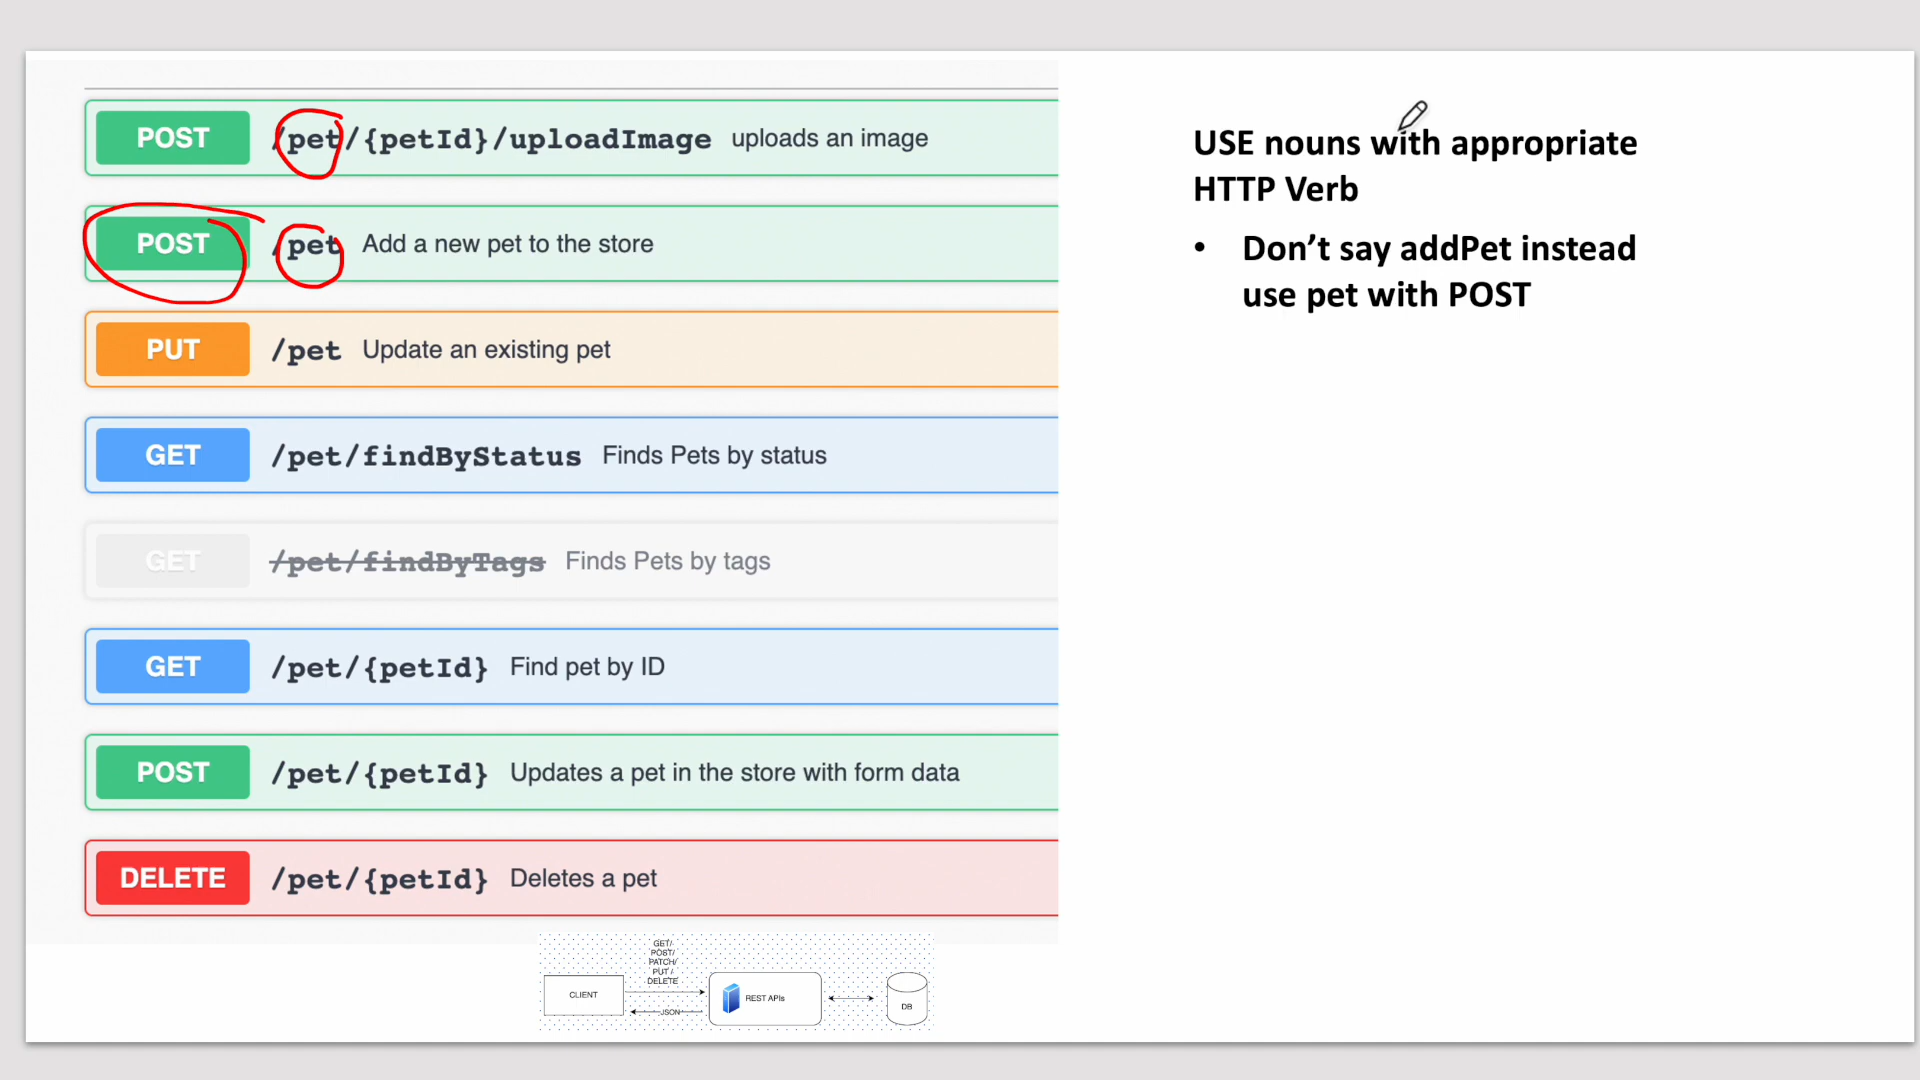 POST /pet/{petId}/uploadImage uploads an image
POST /pet Add a new pet to the store
PUT /pet Update an existing pet
GET /pet/findByStatus Finds Pets by status
GET /pet/findByTags Finds Pets by tags
GET /pet/{petId} Find pet by ID
POST /pet/{petId} Updates a pet in the store with form data
DELETE /pet/{petId} Deletes a pet
USE nouns with appropriate
HTTP Verb
• Don’t say addPet instead
use pet with POST
GET/
POST/
PATCH/
PUT /
DELETE
CLIENT
JSON
REST APIs
DB